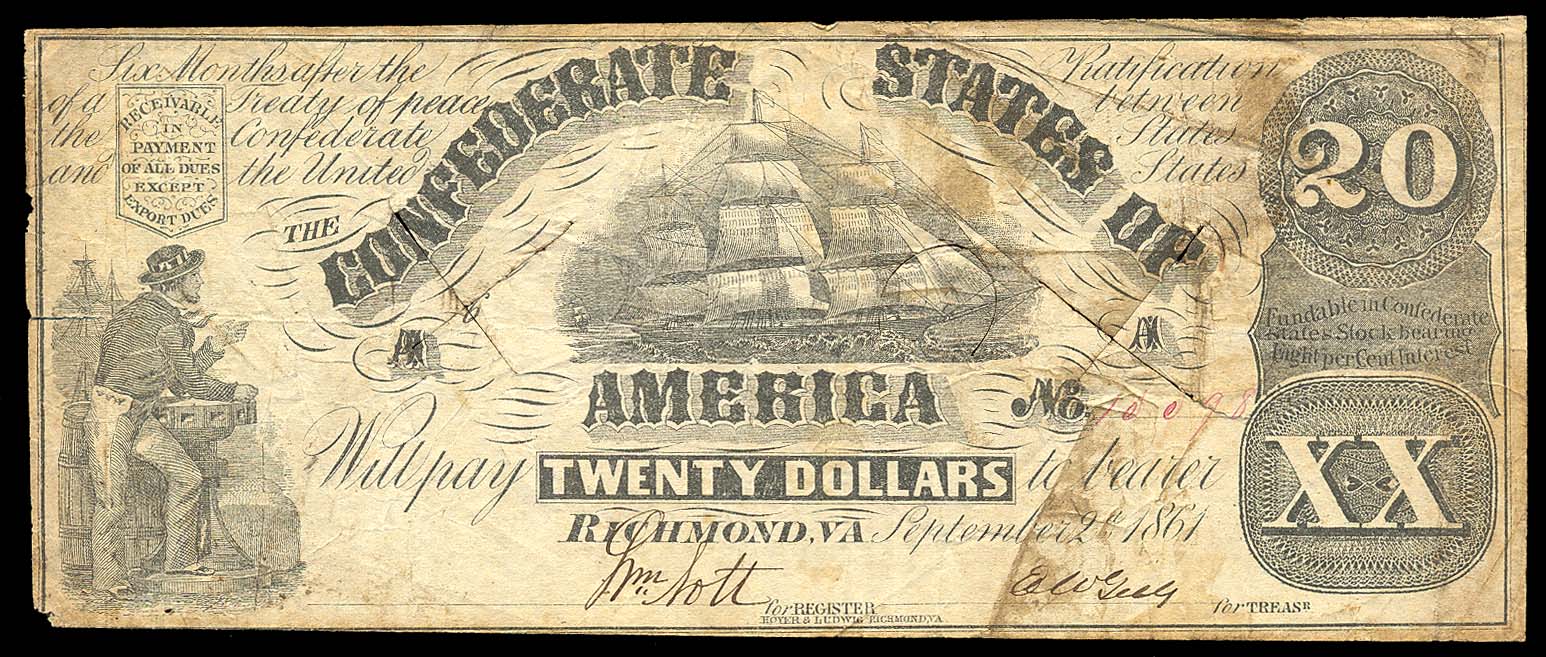 Six Months after the
of a Treaty of peace
the Confederate
and the United
RECEIVABLE
IN
PAYMENT
OF ALL DUES
EXCEPT
EXPORT DUES
Ratification
between
States
States
THE CONFEDERATE STATES OF
AMERICA
20
Fundable in Confederate
States Stock bearing
Eight per Cent Interest
A A
No.
Will pay TWENTY DOLLARS to bearer
RICHMOND, VA September 2d 1861
XX
Wm Nott
for REGISTER
for TREASR
HOYER & LUDWIG RICHMOND, VA